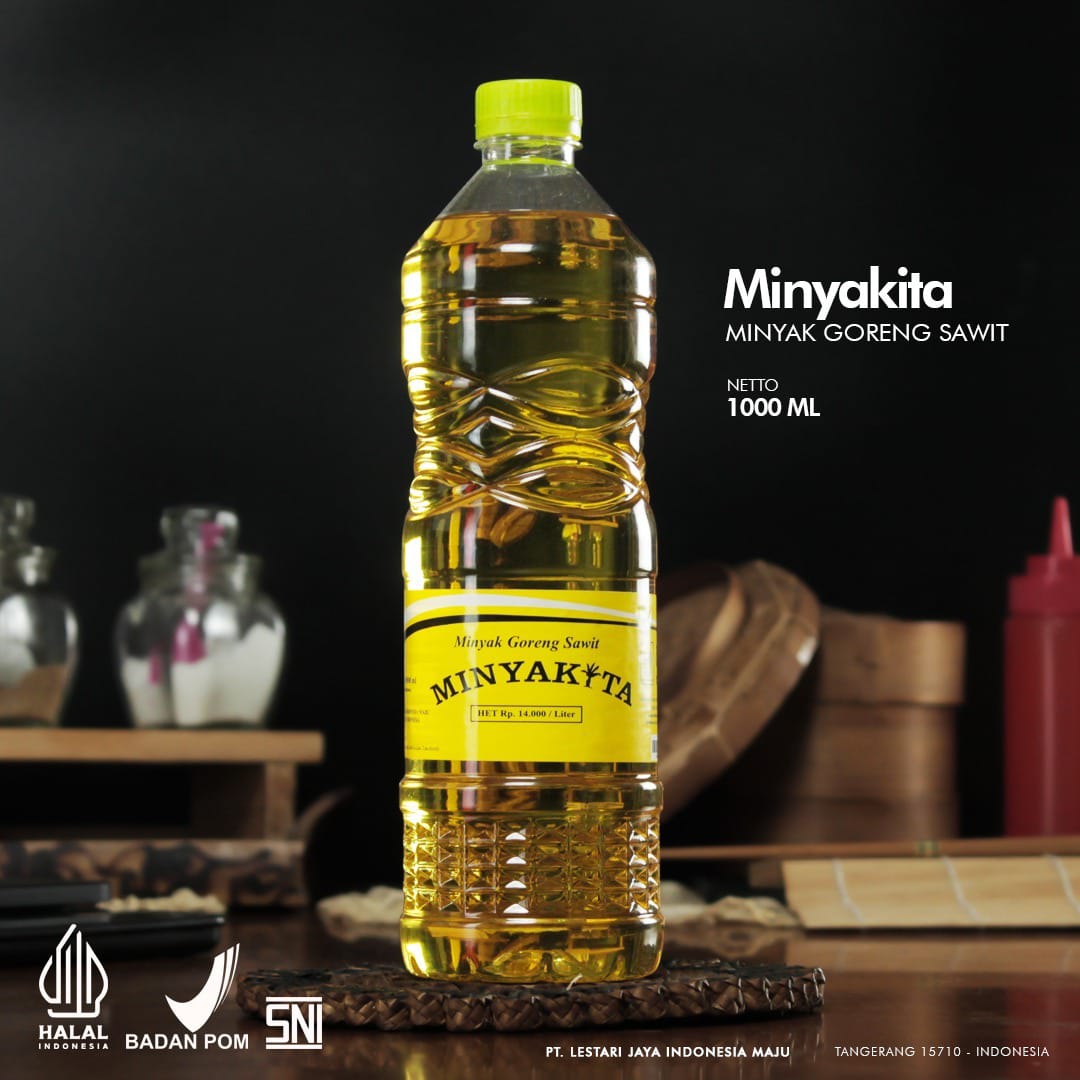 Minyakita
MINYAK GORENG SAWIT
NETTO
1000 ML
Minyak Goreng Sawit
MINYAKITA
HET Rp. 14.000 / Liter
HALAL
INDONESIA
BADAN POM
SNI
PT. LESTARI JAYA INDONESIA MAJU
TANGERANG 15710 - INDONESIA